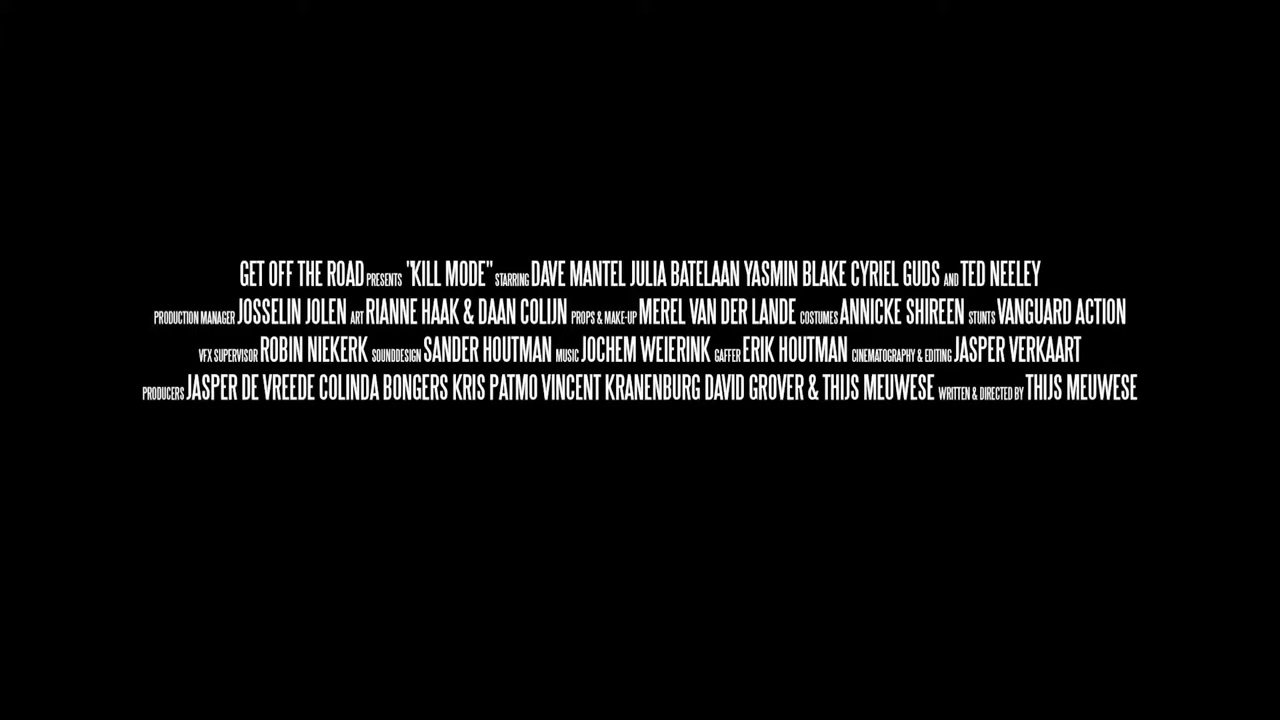 GET OFF THE ROAD PRESENTS "KILL MODE" STARRING DAVE MANTEL JULIA BATELAAN YASMIN BLAKE CYRIEL GUDS AND TED NEELEY
PRODUCTION MANAGER JOSSELIN JOLEN ART RIANNE HAAK & DAAN COLIJN PROPS & MAKE-UP MEREL VAN DER LANDE COSTUMES ANNICKE SHIREEN STUNTS VANGUARD ACTION
VFX SUPERVISOR ROBIN NIEKERK SOUNDDESIGN SANDER HOUTMAN MUSIC JOCHEM WEIERINK GAFFER ERIK HOUTMAN CINEMATOGRAPHY & EDITING JASPER VERKAART
PRODUCERS JASPER DE VREEDE COLINDA BONGERS KRIS PATMO VINCENT KRANENBURG DAVID GROVER & THIJS MEUWESE WRITTEN & DIRECTED BY THIJS MEUWESE